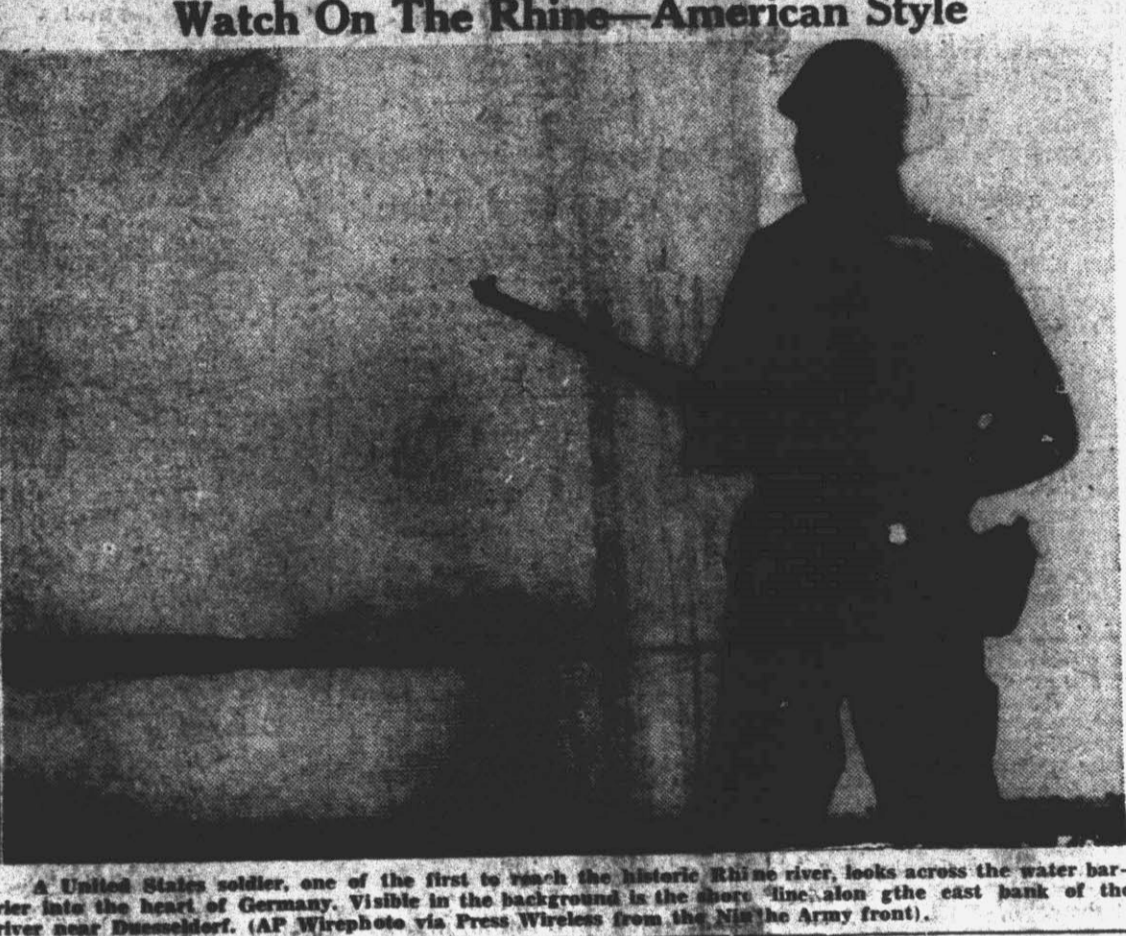 Watch On The Rhine—American Style
A United States soldier, one of the first to reach the historic Rhine river, looks across the water bar-
rier into the heart of Germany. Visible in the background is the shore line alon gthe east bank of the
river near Duesseldorf. (AP Wirephoto via Press Wireless from the Ninthe Army front).